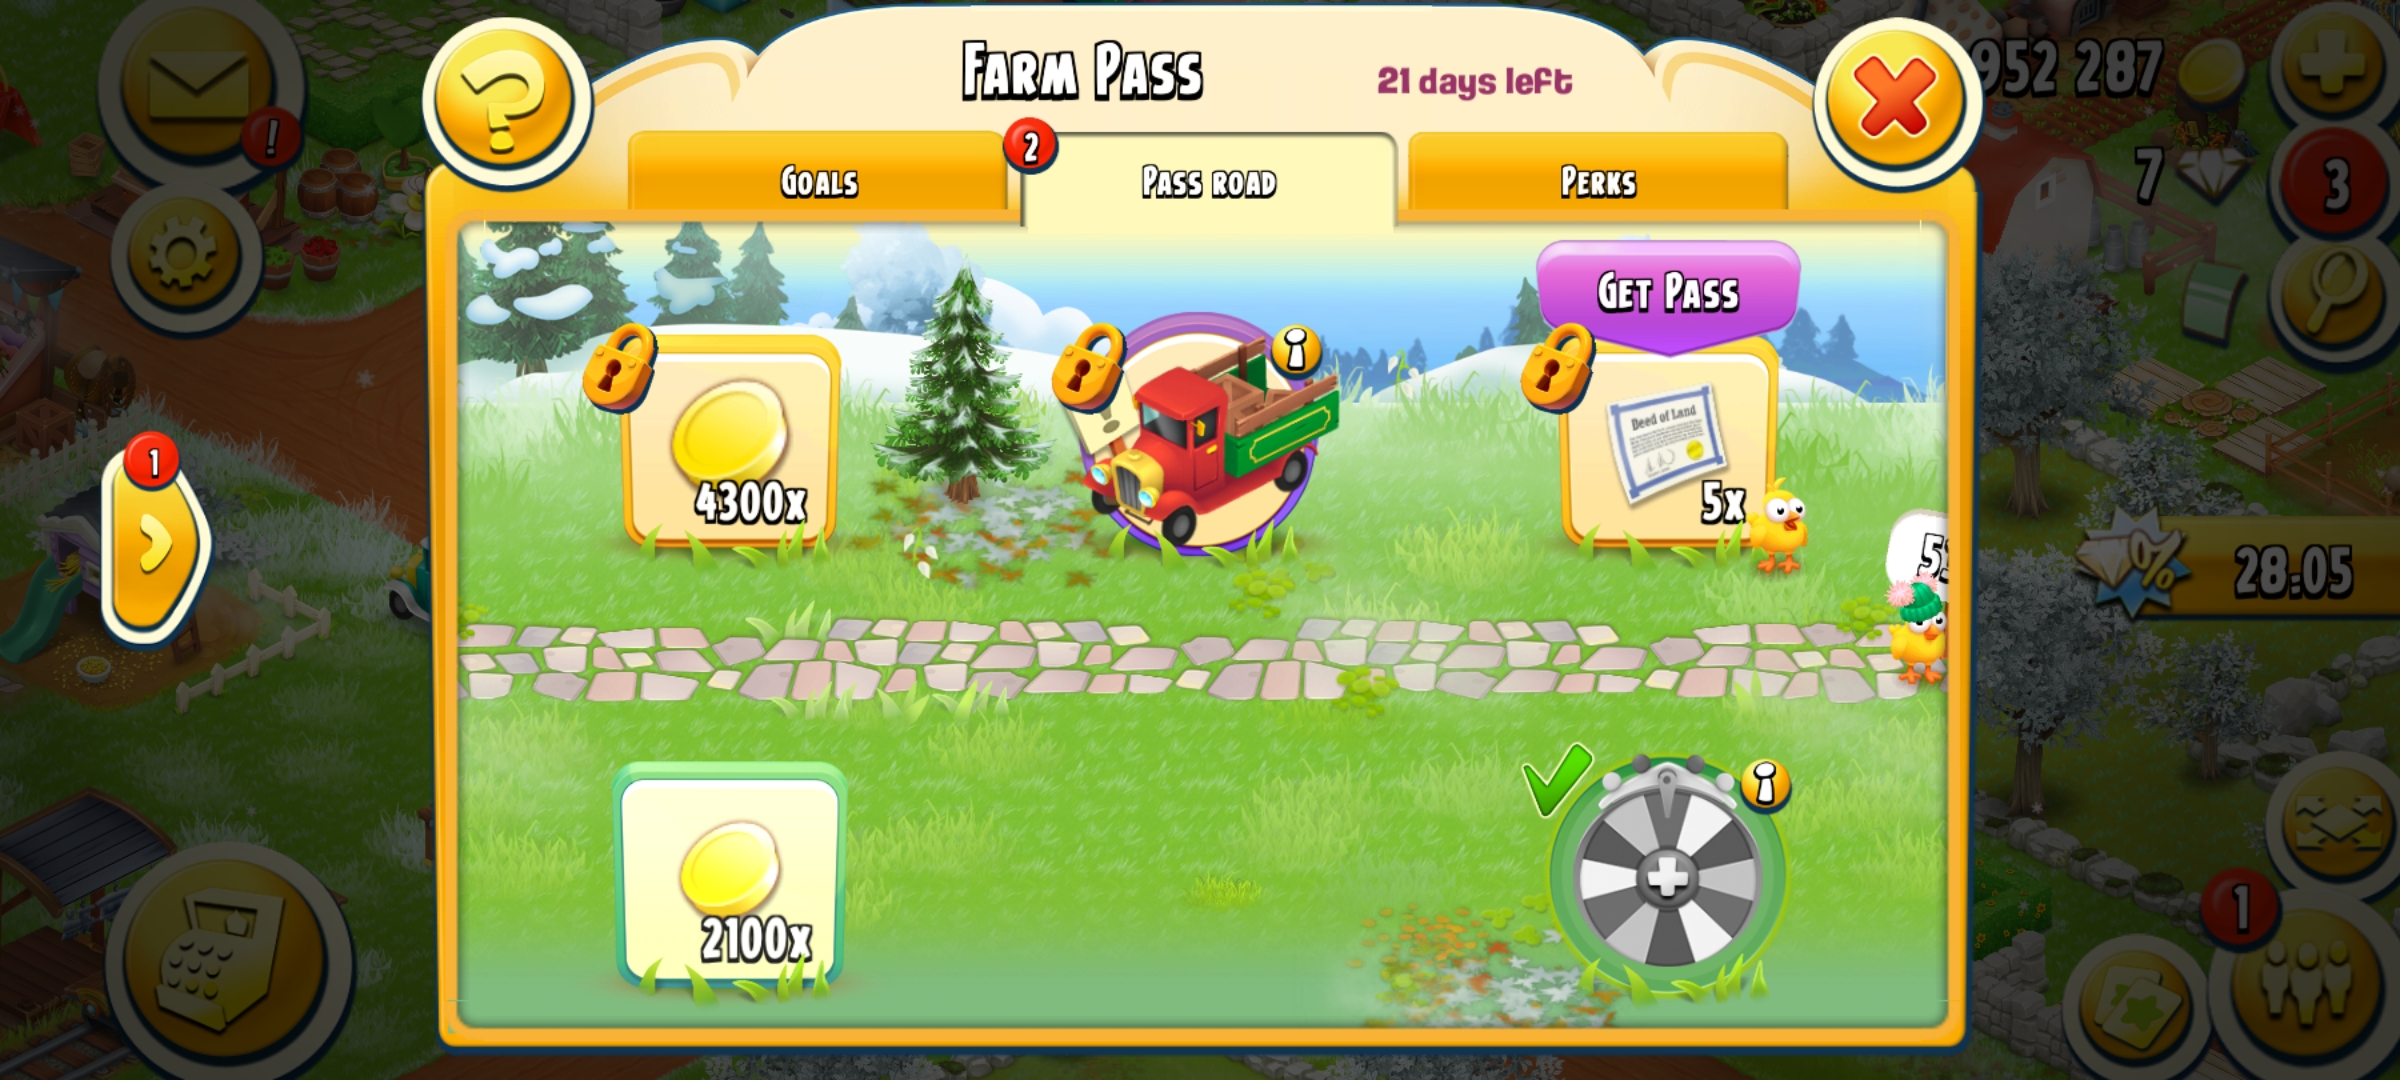 FARM PASS
21 days left
952 287
GOALS
2
PASS ROAD
PERKS
7
3
GET PASS
Deed of Land
4300x
5x
1
%
28:05
2100x
1